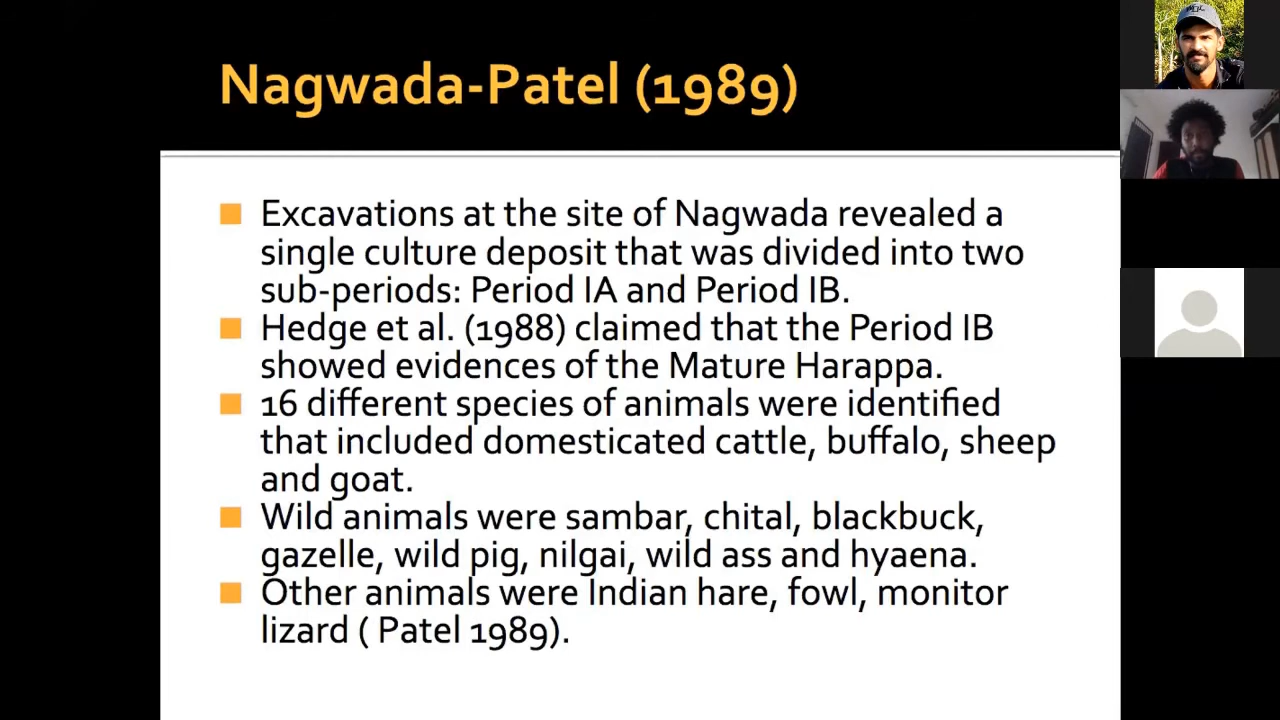 Nagwada-Patel (1989)
Excavations at the site of Nagwada revealed a
single culture deposit that was divided into two
sub-periods: Period IA and Period IB.
Hedge et al. (1988) claimed that the Period IB
showed evidences of the Mature Harappa.
16 different species of animals were identified
that included domesticated cattle, buffalo, sheep
and goat.
Wild animals were sambar, chital, blackbuck,
gazelle, wild pig, nilgai, wild ass and hyaena.
Other animals were Indian hare, fowl, monitor
lizard ( Patel 1989).